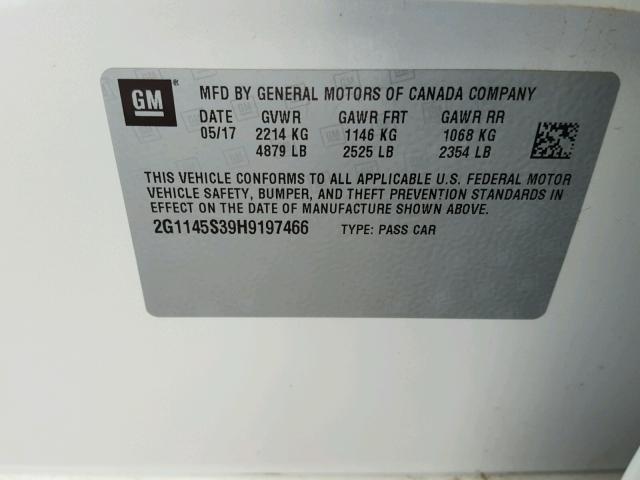 GM
MFD BY GENERAL MOTORS OF CANADA COMPANY
DATE GVWR GAWR FRT GAWR RR
05/17 2214 KG 1146 KG 1068 KG
4879 LB 2525 LB 2354 LB
THIS VEHICLE CONFORMS TO ALL APPLICABLE U.S. FEDERAL MOTOR
VEHICLE SAFETY, BUMPER, AND THEFT PREVENTION STANDARDS IN
EFFECT ON THE DATE OF MANUFACTURE SHOWN ABOVE.
2G1145S39H9197466 TYPE: PASS CAR